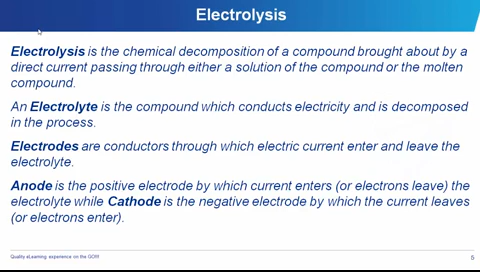 Electrolysis
Electrolysis is the chemical decomposition of a compound brought about by a
direct current passing through either a solution of the compound or the molten
compound.
An Electrolyte is the compound which conducts electricity and is decomposed
in the process.
Electrodes are conductors through which electric current enter and leave the
electrolyte.
Anode is the positive electrode by which current enters (or electrons leave) the
electrolyte while Cathode is the negative electrode by which the current leaves
(or electrons enter).
Quality eLearning experience on the GO!!!
5